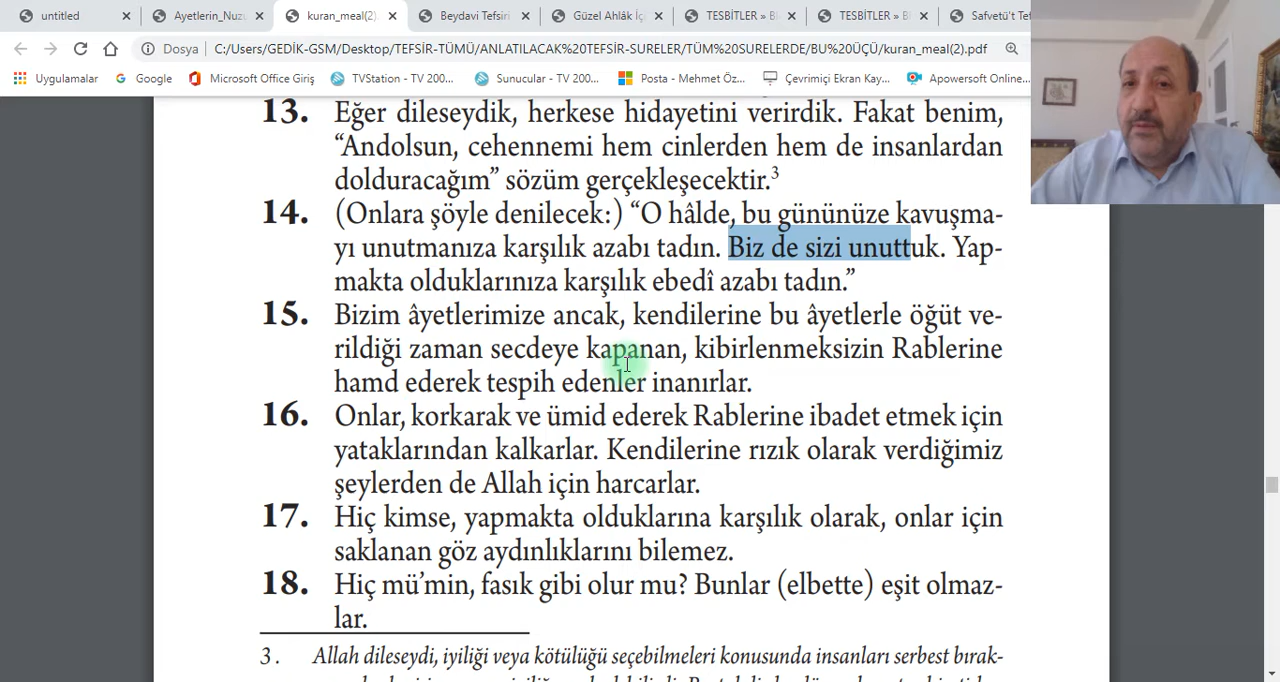 untitled
Ayetlerin_Nuzu
kuran_meal(2).
Beydavi Tefsiri
Güzel Ahlâk İç
TESBİTLER » B
TESBİTLER » B
Safvetü't Tef
Dosya
C:/Users/GEDİK-GSM/Desktop/TEFSİR-TÜMÜ/ANLATILACAK%20TEFSİR-SURELER/TÜM%20SURELERDE/BU%20ÜÇÜ/kuran_meal(2).pdf
Uygulamalar
Google
Microsoft Office Giriş
TVStation - TV 200...
Sunucular - TV 200...
Posta - Mehmet Öz...
Çevrimiçi Ekran Kay...
Apowersoft Online...
13. Eğer dileseydik, herkese hidayetini verirdik. Fakat benim,
“Andolsun, cehennemi hem cinlerden hem de insanlardan
dolduracağım” sözüm gerçekleşecektir.3
14. (Onlara şöyle denilecek:) “O hâlde, bu gününüze kavuşma-
yı unutmanıza karşılık azabı tadın. Biz de sizi unuttuk. Yap-
makta olduklarınıza karşılık ebedî azabı tadın.”
15. Bizim âyetlerimize ancak, kendilerine bu âyetlerle öğüt ve-
rildiği zaman secdeye kapanan, kibirlenmeksizin Rablerine
hamd ederek tespih edenler inanırlar.
16. Onlar, korkarak ve ümid ederek Rablerine ibadet etmek için
yataklarından kalkarlar. Kendilerine rızık olarak verdiğimiz
şeylerden de Allah için harcarlar.
17. Hiç kimse, yapmakta olduklarına karşılık olarak, onlar için
saklanan göz aydınlıklarını bilemez.
18. Hiç mü’min, fasık gibi olur mu? Bunlar (elbette) eşit olmaz-
lar.
3. Allah dileseydi, iyiliği veya kötülüğü seçebilmeleri konusunda insanları serbest bırak-